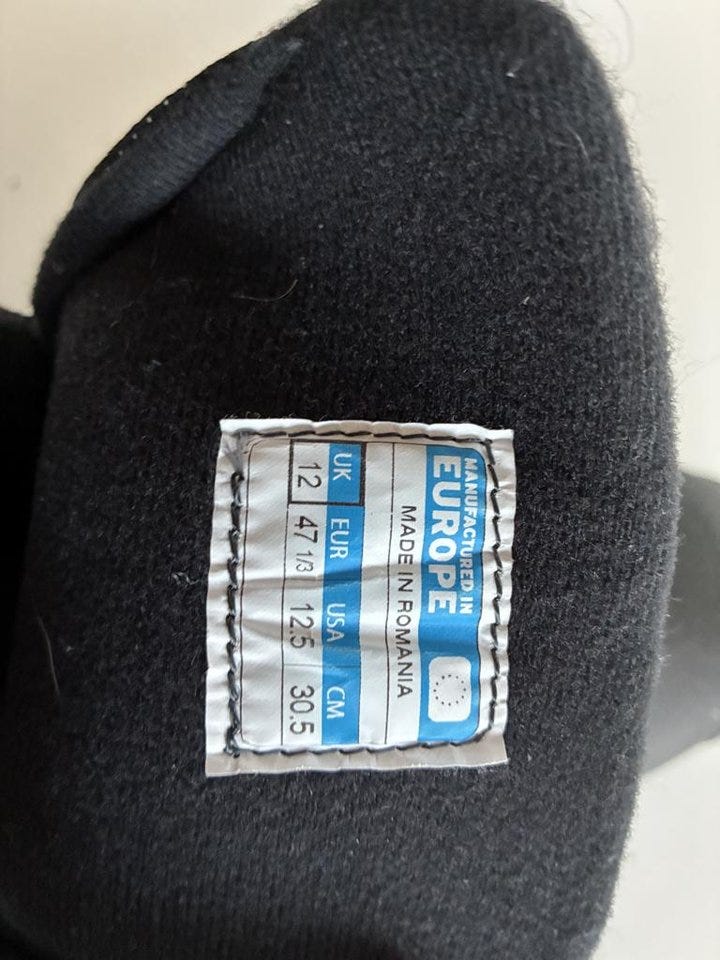 MANUFACTURED IN
EUROPE
MADE IN ROMANIA
UK EUR USA CM
12 47 1/3 12.5 30.5